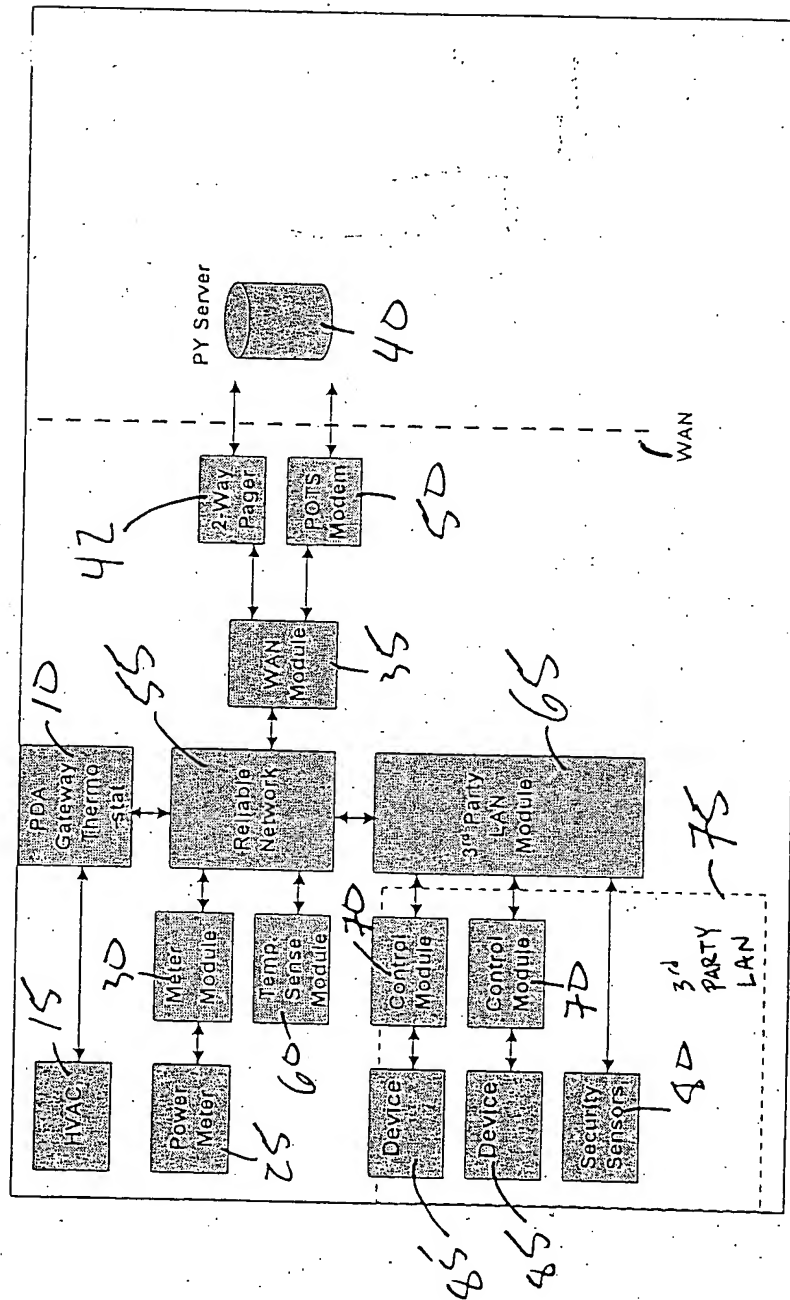 15
HVAC
PDA
Gateway
Thermo
stat
10
30
Power
Meter
25
Meter
Module
Temp
Sense
Module
60
55
Reliable
Network
WAN
Module
35
42
2-Way
Pager
POTS
Modem
50
PY Server
40
WAN
Device
85
Control
Module
70
Device
85
Control
Module
70
Security
Sensors
80
3rd Party
LAN
Module
65
3rd
PARTY
LAN
75